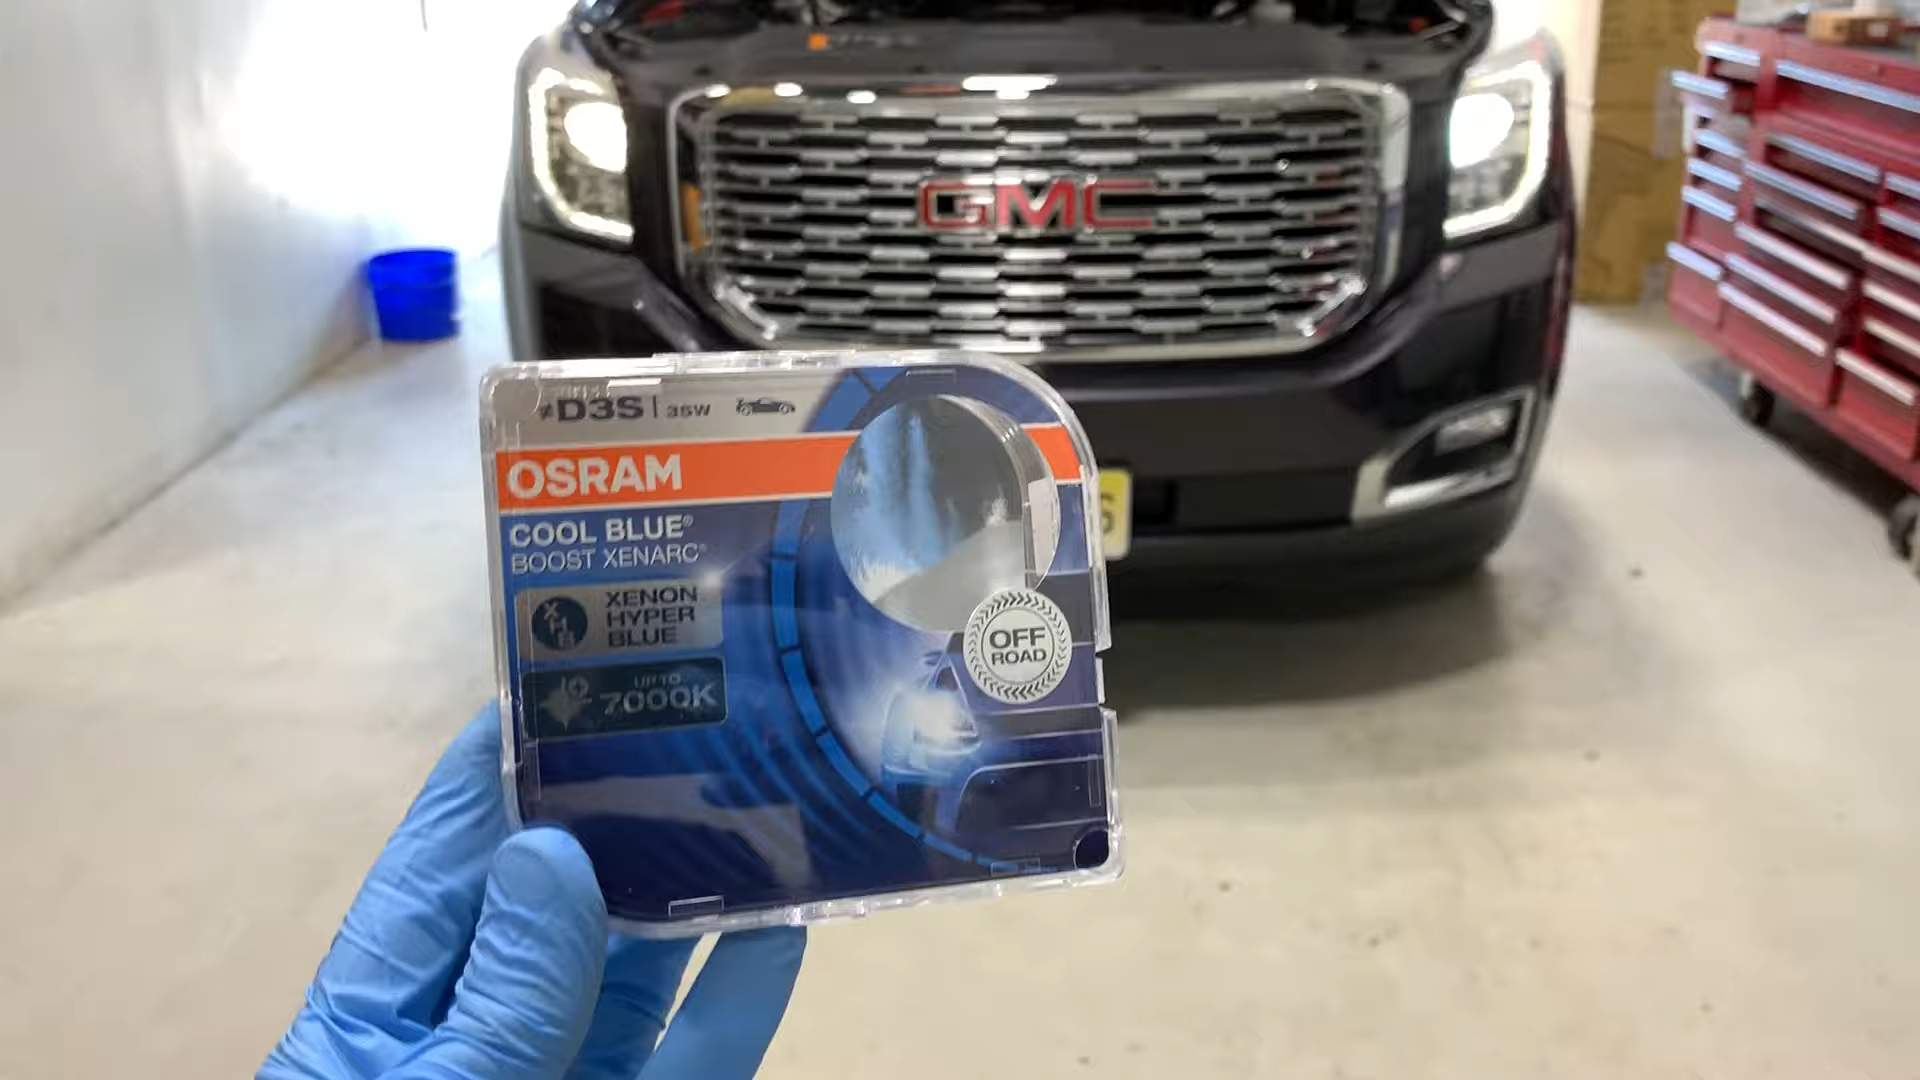 GMC
D3S | 35W
OSRAM
COOL BLUE®
BOOST XENARC®
XENON
HYPER
BLUE
UP TO
7000K
OFF
ROAD
S